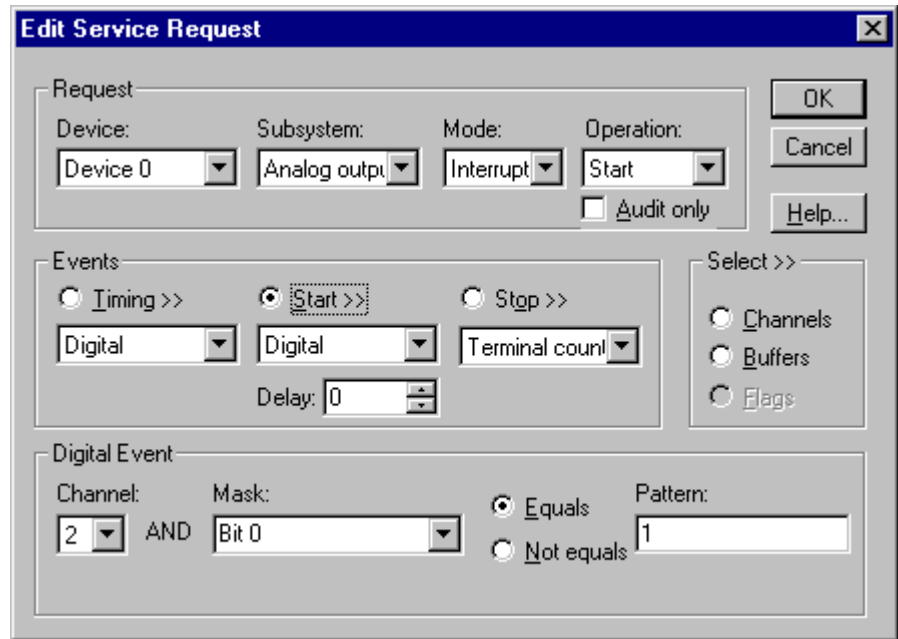 Edit Service Request
Request
Device: Subsystem: Mode: Operation:
Device 0 Analog outpu Interrupt Start
Audit only
OK
Cancel
Help...
Events
Timing >> Start >> Stop >>
Digital Digital Terminal count
Delay: 0
Select >>
Channels
Buffers
Flags
Digital Event
Channel: Mask: Pattern:
2 AND Bit 0 Equals 1
Not equals